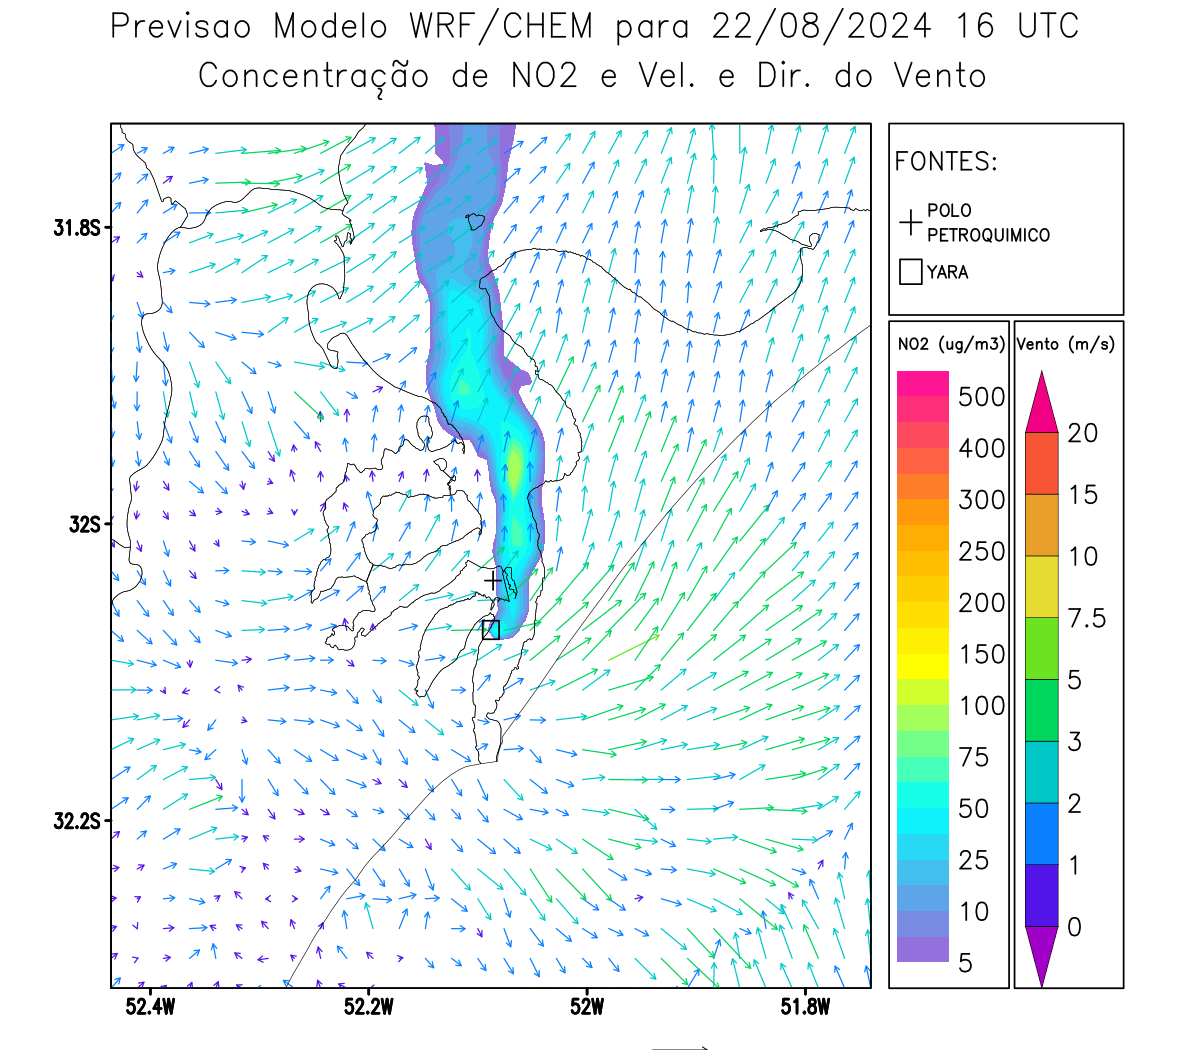 Previsao Modelo WRF/CHEM para 22/08/2024 16 UTC
Concentração de NO2 e Vel. e Dir. do Vento
FONTES:
POLO
PETROQUIMICO
YARA
NO2 (ug/m3)
500
400
300
250
200
150
100
75
50
25
10
5
Vento (m/s)
20
15
10
7.5
5
3
2
1
0
31.8S
32S
32.2S
52.4W
52.2W
52W
51.8W